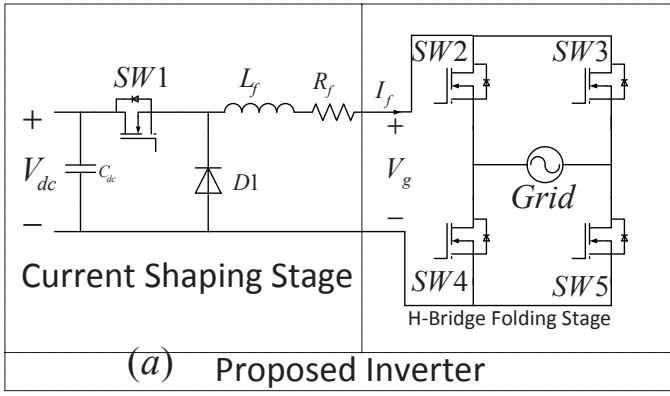 SW1
L_f
R_f
I_f
SW2
SW3
+
V_dc
−
C_dc
D1
+
V_g
−
Grid
SW4
SW5
Current Shaping Stage
H-Bridge Folding Stage
(a) Proposed Inverter